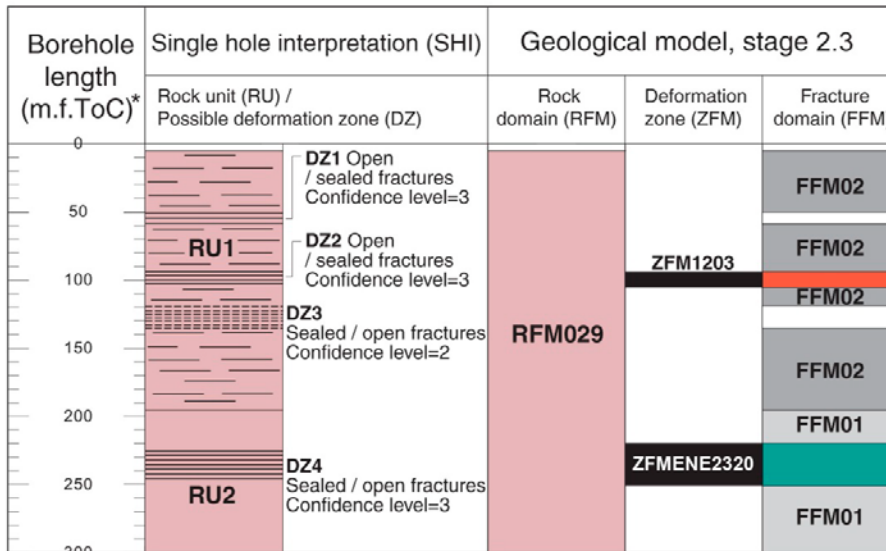 Borehole
length
(m.f.ToC)*
Single hole interpretation (SHI)
Geological model, stage 2.3
Rock unit (RU) /
Possible deformation zone (DZ)
Rock
domain (RFM)
Deformation
zone (ZFM)
Fracture
domain (FFM
0
50
100
150
200
250
300
DZ1 Open
/ sealed fractures
Confidence level=3
RU1
DZ2 Open
/ sealed fractures
Confidence level=3
DZ3
Sealed / open fractures
Confidence level=2
DZ4
Sealed / open fractures
Confidence level=3
RU2
RFM029
ZFM1203
ZFMENE2320
FFM02
FFM02
FFM02
FFM02
FFM01
FFM01